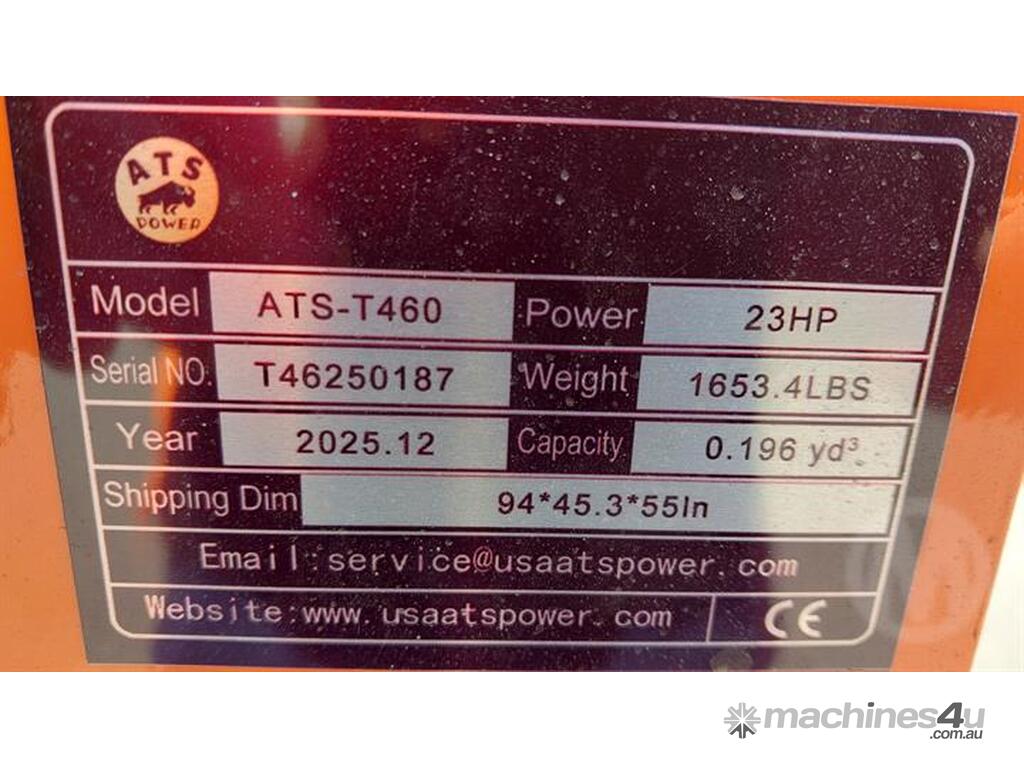 ATS
POWER
Model ATS-T460 Power 23HP
Serial NO. T46250187 Weight 1653.4LBS
Year 2025.12 Capacity 0.196 yd³
Shipping Dim 94*45.3*55In
Email:service@usaatspower.com
Website:www.usaatspower.com CE
machines4u
.com.au